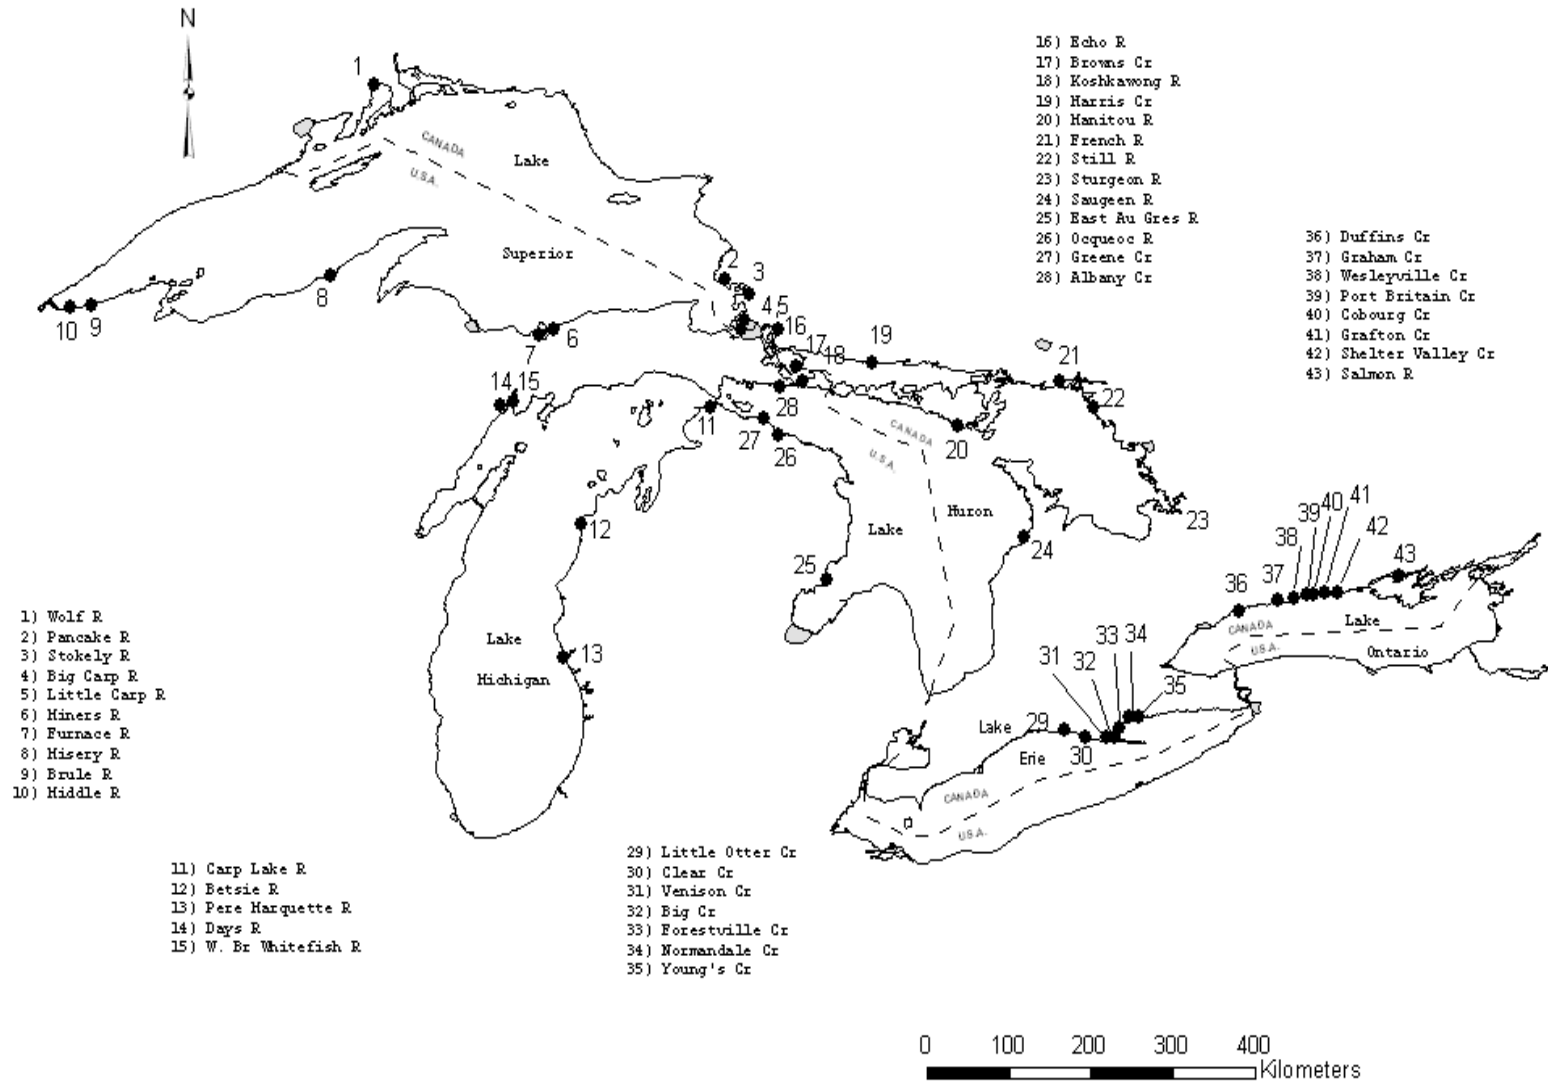 N
1
16) Echo R
17) Browns Cr
18) Koshkawong R
19) Harris Cr
20) Manitou R
21) French R
22) Still R
23) Sturgeon R
24) Saugeen R
25) East Au Gres R
26) Ocqueoc R
27) Greene Cr
28) Albany Cr
36) Duffins Cr
37) Graham Cr
38) Wesleyville Cr
39) Port Britain Cr
40) Cobourg Cr
41) Grafton Cr
42) Shelter Valley Cr
43) Salmon R
CANADA
U.S.A.
Lake
Superior
2
3
4,5
16
8
10
9
7
6
17
18
19
21
22
14
15
11
28
27
26
20
CANADA
U.S.A.
Lake
Huron
12
23
24
25
13
Lake
Michigan
36
37
38
39
40
41
42
43
CANADA
U.S.A.
Lake
Ontario
29
30
31
32
33
34
35
Lake
Erie
CANADA
U.S.A.
1) Wolf R
2) Pancake R
3) Stokely R
4) Big Carp R
5) Little Carp R
6) Miners R
7) Furnace R
8) Misery R
9) Brule R
10) Middle R
11) Carp Lake R
12) Betsie R
13) Pere Marquette R
14) Days R
15) W. Br Whitefish R
29) Little Otter Cr
30) Clear Cr
31) Venison Cr
32) Big Cr
33) Forestville Cr
34) Normandale Cr
35) Young's Cr
0 100 200 300 400
Kilometers